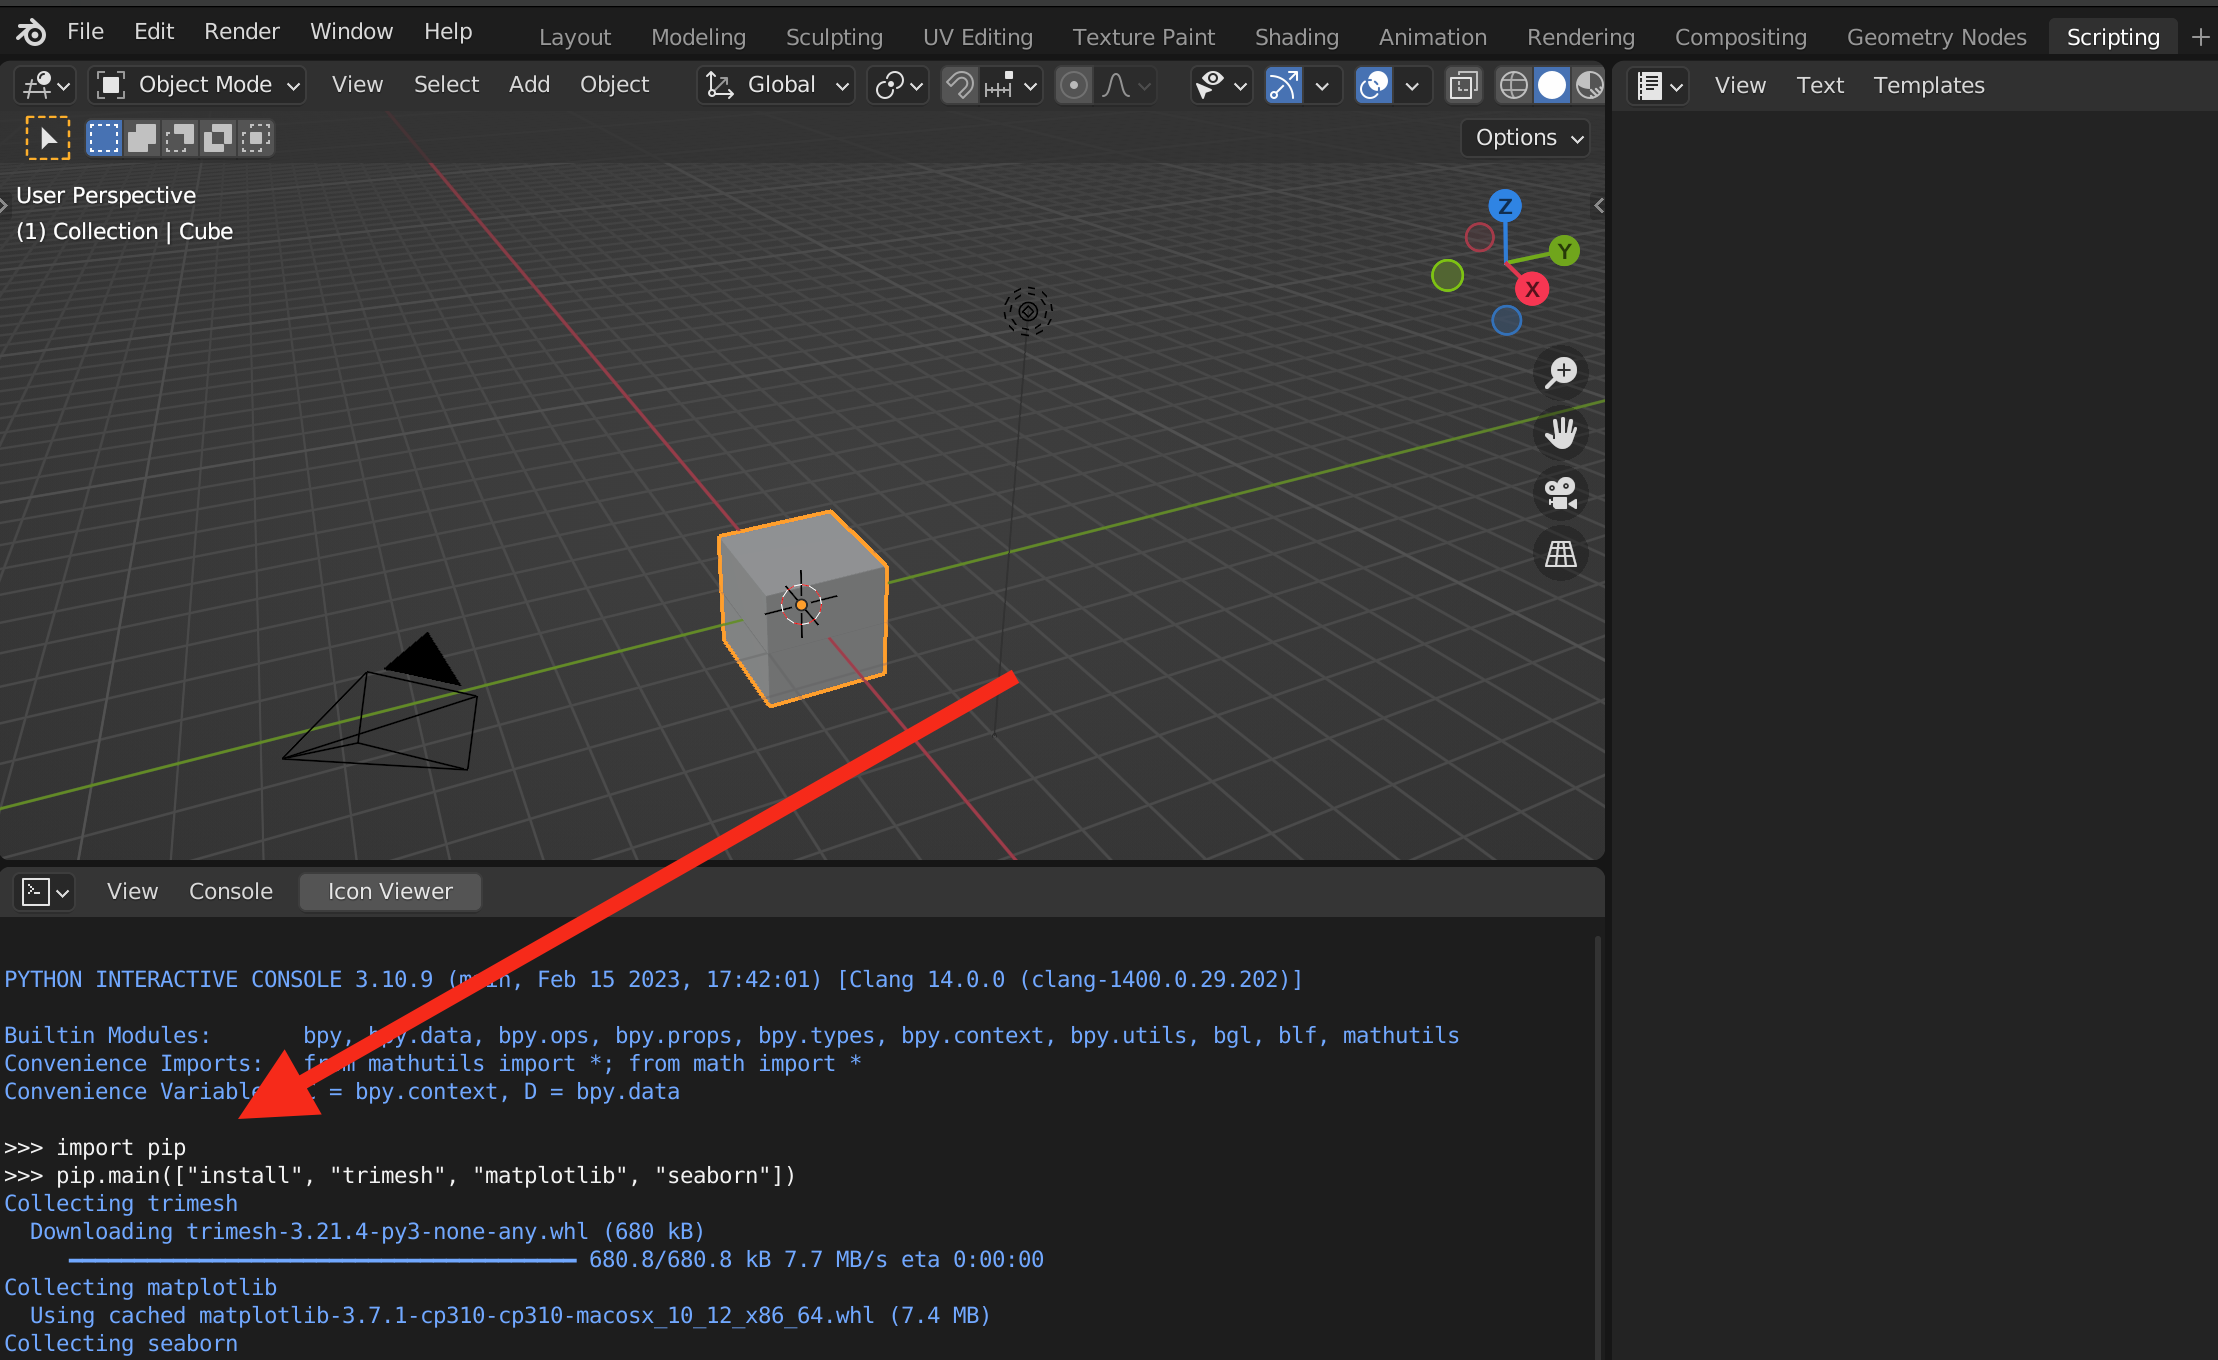 File Edit Render Window Help Layout Modeling Sculpting UV Editing Texture Paint Shading Animation Rendering Compositing Geometry Nodes Scripting +
Object Mode View Select Add Object Global
View Text Templates
Options
User Perspective
(1) Collection | Cube
Z
Y
X
View Console Icon Viewer
PYTHON INTERACTIVE CONSOLE 3.10.9 (main, Feb 15 2023, 17:42:01) [Clang 14.0.0 (clang-1400.0.29.202)]
Builtin Modules: bpy, bpy.data, bpy.ops, bpy.props, bpy.types, bpy.context, bpy.utils, bgl, blf, mathutils
Convenience Imports: from mathutils import *; from math import *
Convenience Variables: C = bpy.context, D = bpy.data
>>> import pip
>>> pip.main(["install", "trimesh", "matplotlib", "seaborn"])
Collecting trimesh
Downloading trimesh-3.21.4-py3-none-any.whl (680 kB)
680.8/680.8 kB 7.7 MB/s eta 0:00:00
Collecting matplotlib
Using cached matplotlib-3.7.1-cp310-cp310-macosx_10_12_x86_64.whl (7.4 MB)
Collecting seaborn